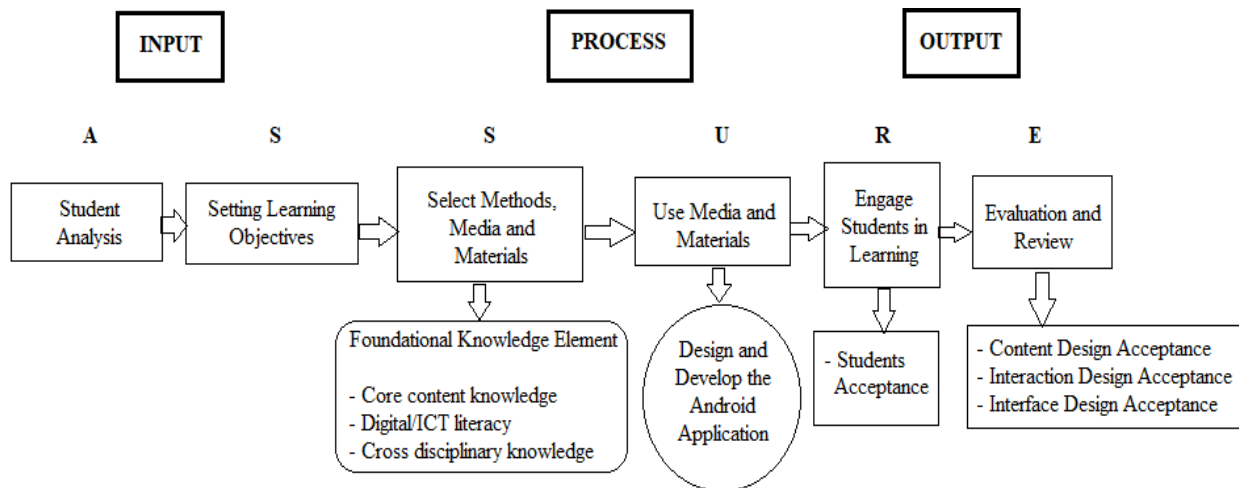 INPUT
PROCESS
OUTPUT
A
S
S
U
R
E
Student
Analysis
Setting Learning
Objectives
Select Methods,
Media and
Materials
Use Media and
Materials
Engage
Students in
Learning
Evaluation and
Review
Foundational Knowledge Element
- Core content knowledge
- Digital/ICT literacy
- Cross disciplinary knowledge
Design and
Develop the
Android
Application
- Students
Acceptance
- Content Design Acceptance
- Interaction Design Acceptance
- Interface Design Acceptance